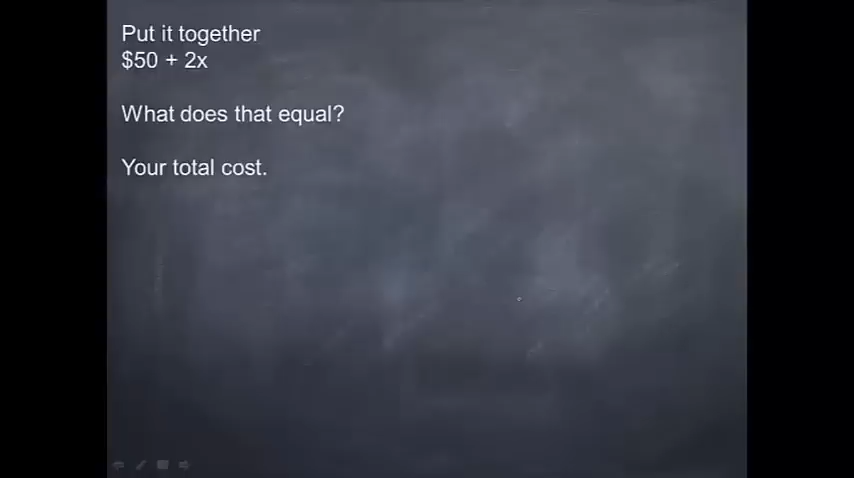 Put it together
$50 + 2x
What does that equal?
Your total cost.